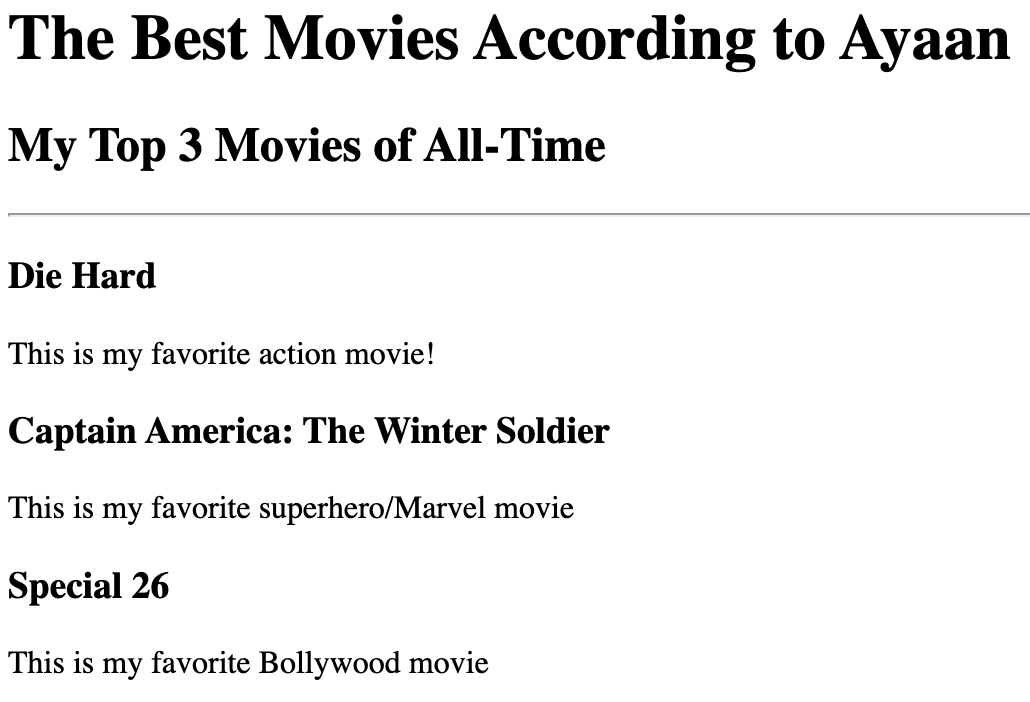 The Best Movies According to Ayaan
My Top 3 Movies of All-Time
Die Hard
This is my favorite action movie!
Captain America: The Winter Soldier
This is my favorite superhero/Marvel movie
Special 26
This is my favorite Bollywood movie